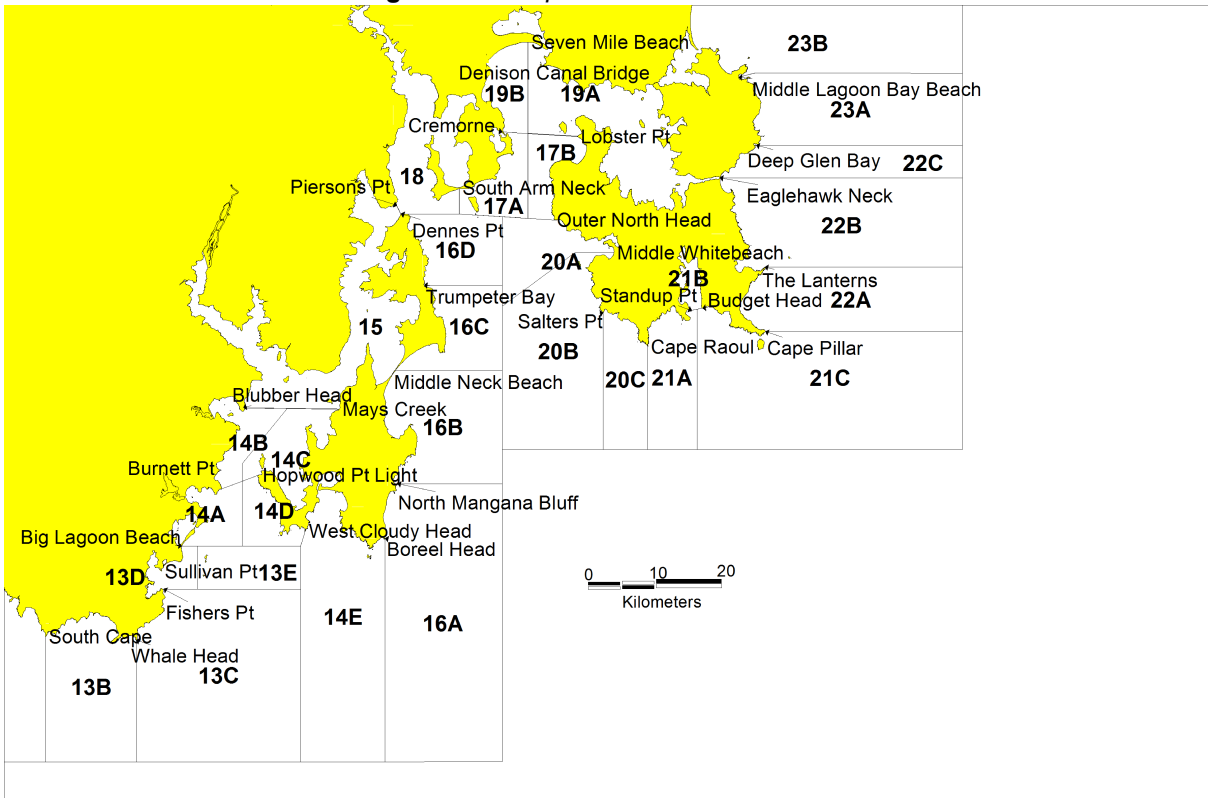 Seven Mile Beach
23B
Denison Canal Bridge
19B
19A
Middle Lagoon Bay Beach
23A
Cremorne
Lobster Pt
17B
Deep Glen Bay
22C
18
Piersons Pt
South Arm Neck
17A
Eaglehawk Neck
Outer North Head
22B
Dennes Pt
16D
Middle Whitebeach
20A
21B
The Lanterns
Trumpeter Bay
Standup Pt
Budget Head
22A
15
16C
Salters Pt
20B
Cape Raoul
Cape Pillar
20C
21A
21C
Middle Neck Beach
Blubber Head
Mays Creek
16B
14B
14C
Burnett Pt
Hopwood Pt Light
North Mangana Bluff
14A
14D
West Cloudy Head
Big Lagoon Beach
Boreel Head
13D
Sullivan Pt
13E
0
10
20
Kilometers
Fishers Pt
14E
16A
South Cape
Whale Head
13C
13B